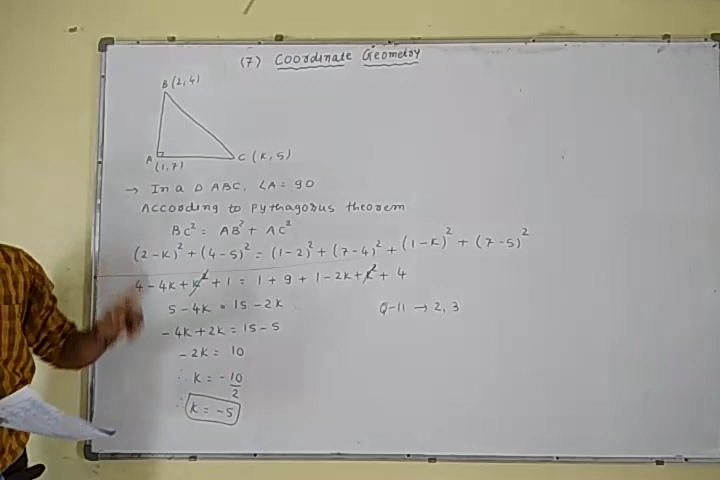 (7) Coordinate Geometry
B (2, 4)
A
(1, 7)
C (K, 5)
→ In a Δ ABC, ∠A = 90
According to Pythagorus theorem
BC² = AB² + AC²
(2-K)² + (4-5)² = (1-2)² + (7-4)² + (1-K)² + (7-5)²
4 - 4K + K² + 1 = 1 + 9 + 1 - 2K + K² + 4
5 - 4K = 15 - 2K
Q-11 → 2, 3
- 4K + 2K = 15 - 5
- 2K = 10
∴ K = -10/2
∴ K = -5